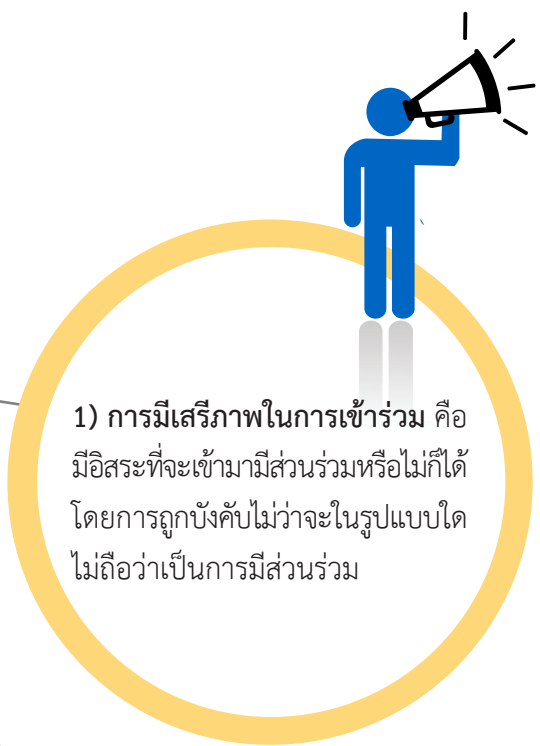 1) การมีเสรีภาพในการเข้าร่วม คือ
มีอิสระที่จะเข้ามามีส่วนร่วมหรือไม่ก็ได้
โดยการถูกบังคับไม่ว่าจะในรูปแบบใด
ไม่ถือว่าเป็นการมีส่วนร่วม